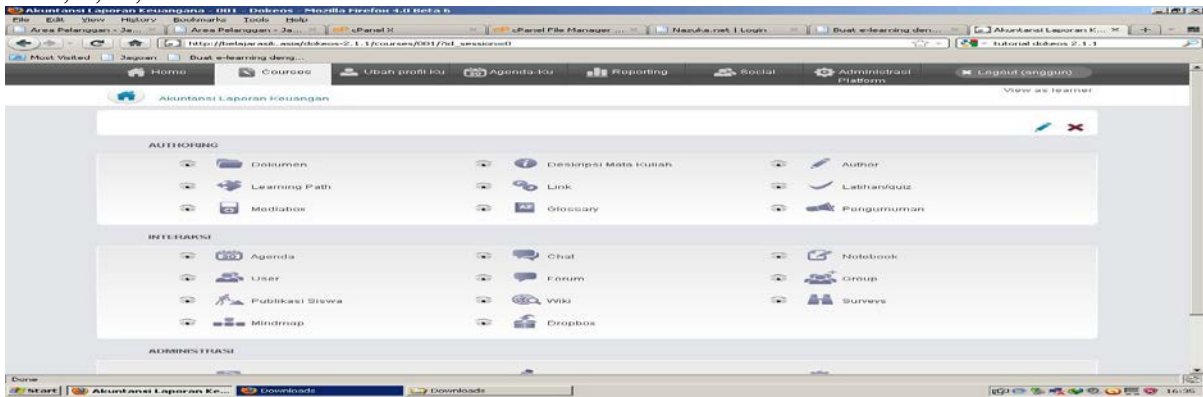 Akuntansi Laporan Keuangana - 001 - Dokeos - Mozilla Firefox 4.0 Beta 6
File Edit View History Bookmarks Tools Help
Area Pelanggan - Ja... Area Pelanggan - Ja... cPanel X cPanel File Manager ... Nazuka.net | Login Buat e-learning den... Akuntansi Laporan K...
http://belajarasik.asia/dokeos-2.1.1/courses/001/?id_session=0 tutorial dokeos 2.1.1
Most Visited Jagoan Buat e-learning deng...
Home Courses Ubah profil Ku Agenda-Ku Reporting Social Administrasi Platform Logout (anggun)
Akuntansi Laporan Keuangan View as learner
AUTHORING
Dokumen Deskripsi Mata Kuliah Author
Learning Path Link Latihan/quiz
Mediabox Glossary Pengumuman
INTERAKSI
Agenda Chat Notebook
User Forum Group
Publikasi Siswa Wiki Surveys
Mindmap Dropbox
ADMINISTRASI
Done
Start Akuntansi Laporan Ke... Downloads Downloads 16:35